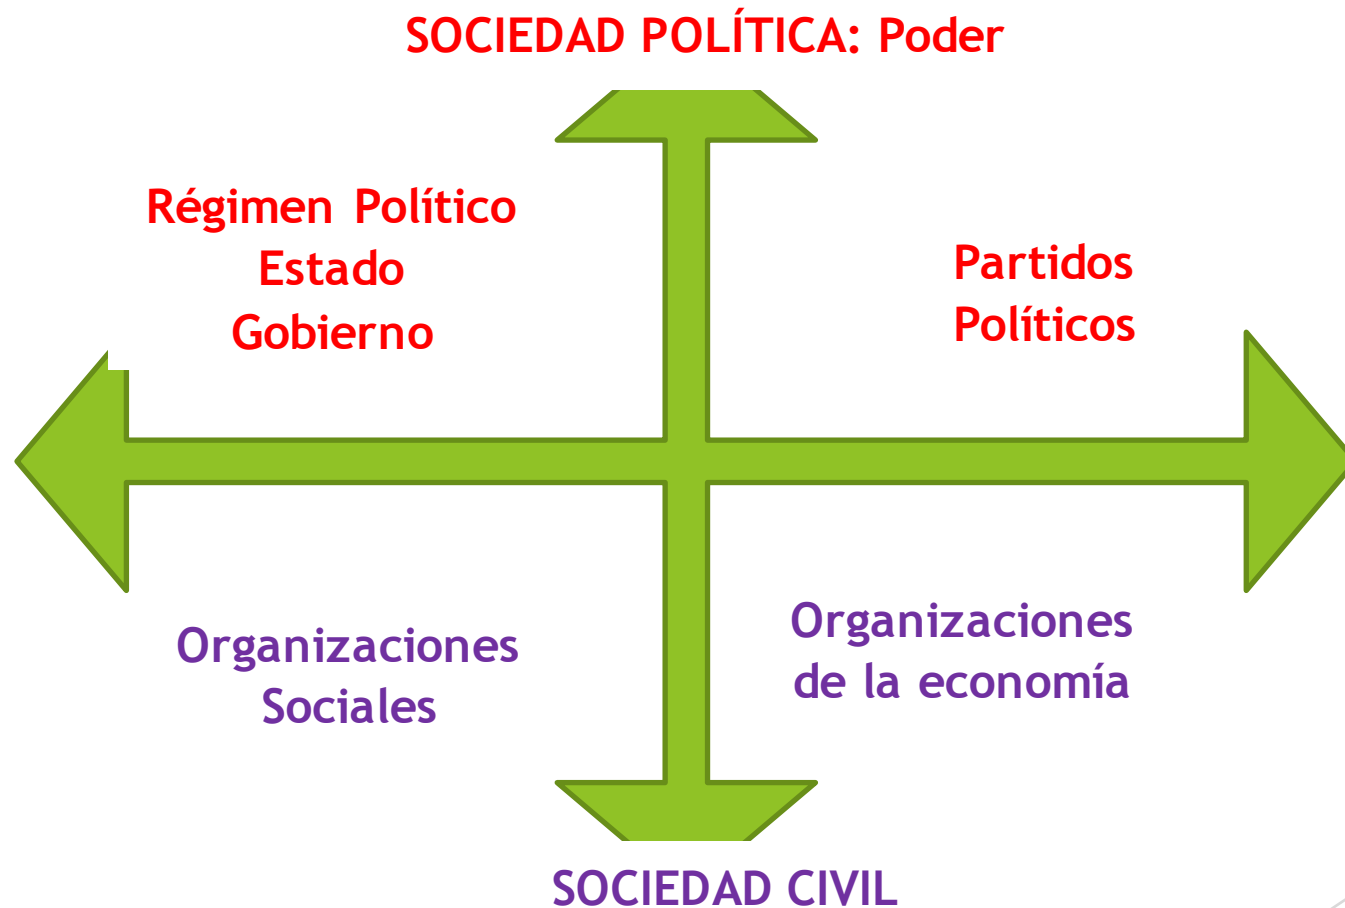 SOCIEDAD POLÍTICA: Poder
Régimen Político
Estado
Gobierno
Partidos
Políticos
Organizaciones
Sociales
Organizaciones
de la economía
SOCIEDAD CIVIL